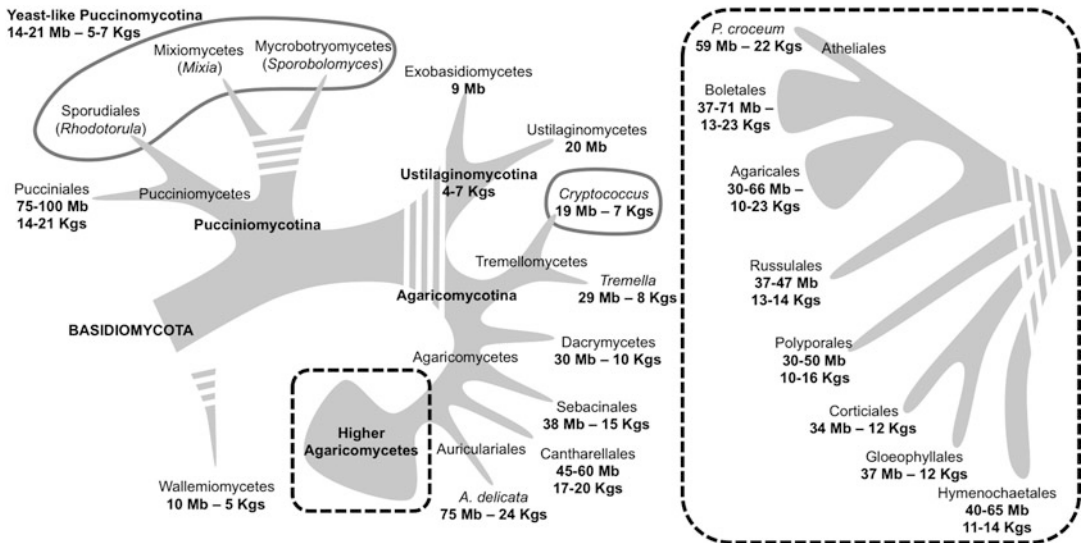 Yeast-like Puccinomycotina
14-21 Mb – 5-7 Kgs
Mixiomycetes
(Mixia)
Mycrobotryomycetes
(Sporobolomyces)
Sporudiales
(Rhodotorula)
Pucciniales
75-100 Mb
14-21 Kgs
Pucciniomycetes
Pucciniomycotina
Exobasidiomycetes
9 Mb
Ustilaginomycetes
20 Mb
Ustilaginomycotina
4-7 Kgs
Cryptococcus
19 Mb – 7 Kgs
Tremellomycetes
Tremella
29 Mb – 8 Kgs
Agaricomycotina
BASIDIOMYCOTA
Agaricomycetes
Dacrymycetes
30 Mb – 10 Kgs
Sebacinales
38 Mb – 15 Kgs
Higher
Agaricomycetes
Auriculariales
Cantharellales
45-60 Mb
17-20 Kgs
Wallemiomycetes
10 Mb – 5 Kgs
A. delicata
75 Mb – 24 Kgs
P. croceum
59 Mb – 22 Kgs
Atheliales
Boletales
37-71 Mb –
13-23 Kgs
Agaricales
30-66 Mb –
10-23 Kgs
Russulales
37-47 Mb
13-14 Kgs
Polyporales
30-50 Mb
10-16 Kgs
Corticiales
34 Mb – 12 Kgs
Gloeophyllales
37 Mb – 12 Kgs
Hymenochaetales
40-65 Mb
11-14 Kgs